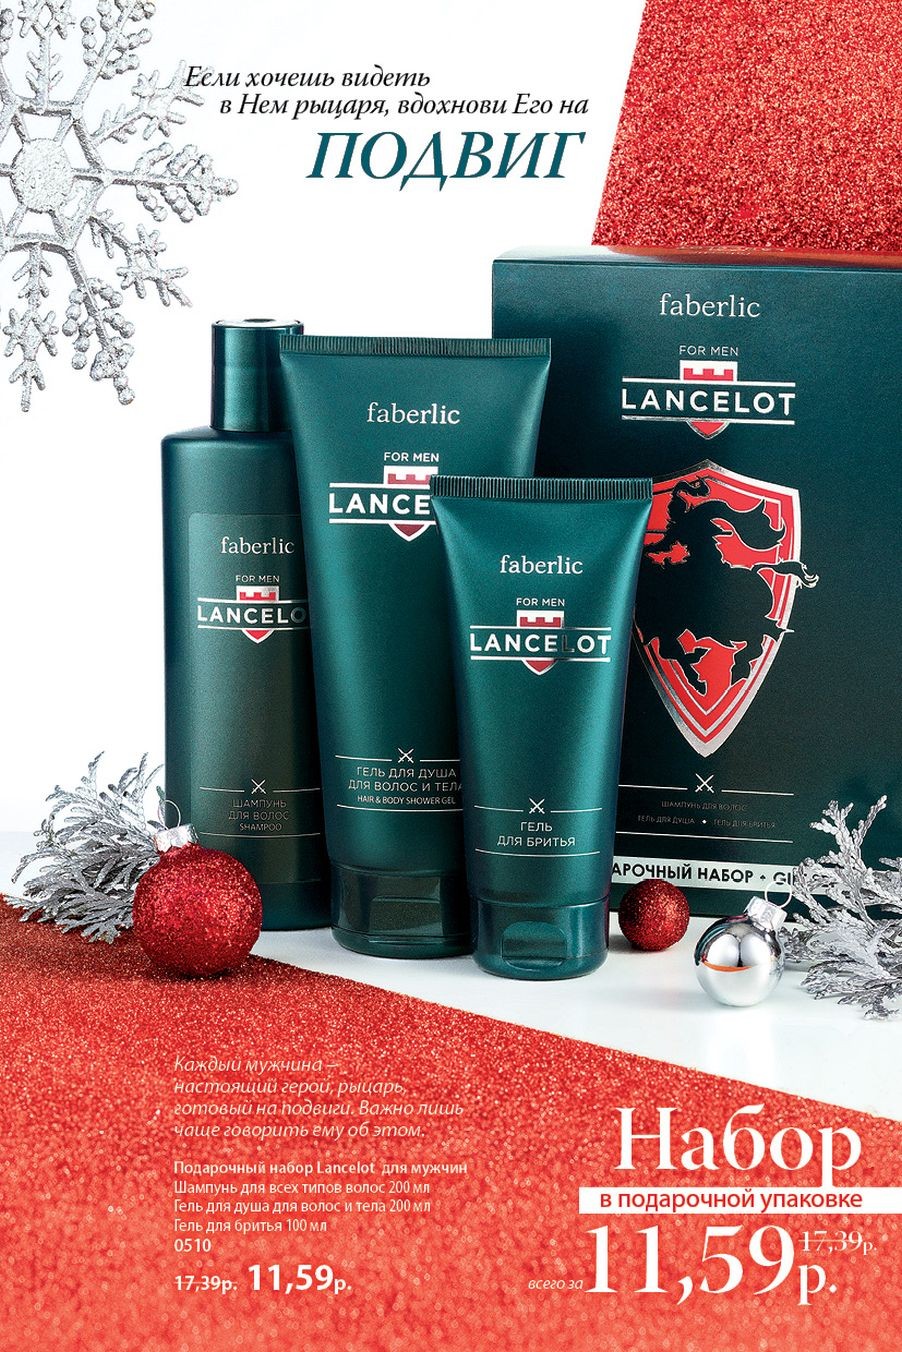 Если хочешь видеть
в Нем рыцаря, вдохнови Его на
ПОДВИГ
faberlic
FOR MEN
LANCELOT
faberlic
FOR MEN
LANCE
faberlic
FOR MEN
LANCELO
faberlic
FOR MEN
LANCELOT
ГЕЛЬ ДЛЯ ДУША
ДЛЯ ВОЛОС И ТЕЛА
HAIR & BODY SHOWER GEL
ШАМПУНЬ
ДЛЯ ВОЛОС
SHAMPOO
ГЕЛЬ
ДЛЯ БРИТЬЯ
ШАМПУНЬ ДЛЯ ВОЛОС
ГЕЛЬ ДЛЯ ДУША • ГЕЛЬ ДЛЯ БРИТЬЯ
АРОЧНЫЙ НАБОР • GI
Каждый мужчина –
настоящий герой, рыцарь,
готовый на подвиги. Важно лишь
чаще говорить ему об этом.
Подарочный набор Lancelot для мужчин
Шампунь для всех типов волос 200 мл
Гель для душа для волос и тела 200 мл
Гель для бритья 100 мл
0510
17,39р. 11,59р.
Набор
в подарочной упаковке
всего за 11,59р. 17,39р.